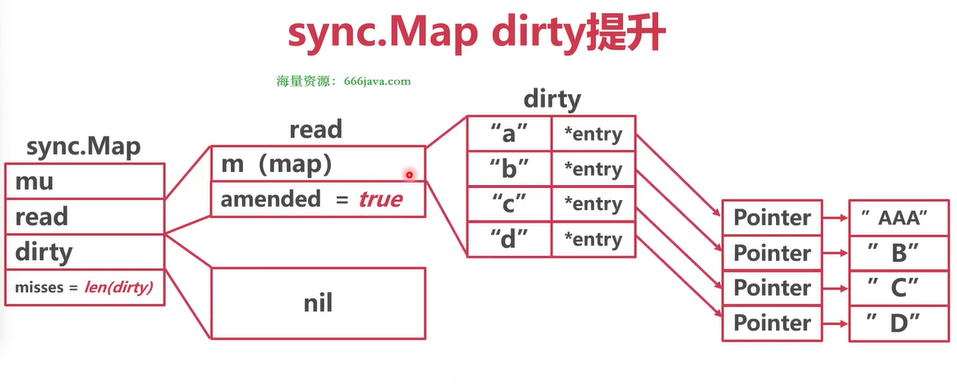 sync.Map dirty提升
海量资源：666java.com
dirty
read
sync.Map
m（map）
amended = true
mu
read
dirty
misses = len(dirty)
nil
“a” *entry
“b” *entry
“c” *entry
“d” *entry
Pointer ” AAA”
Pointer ” B”
Pointer ” C”
Pointer ” D”